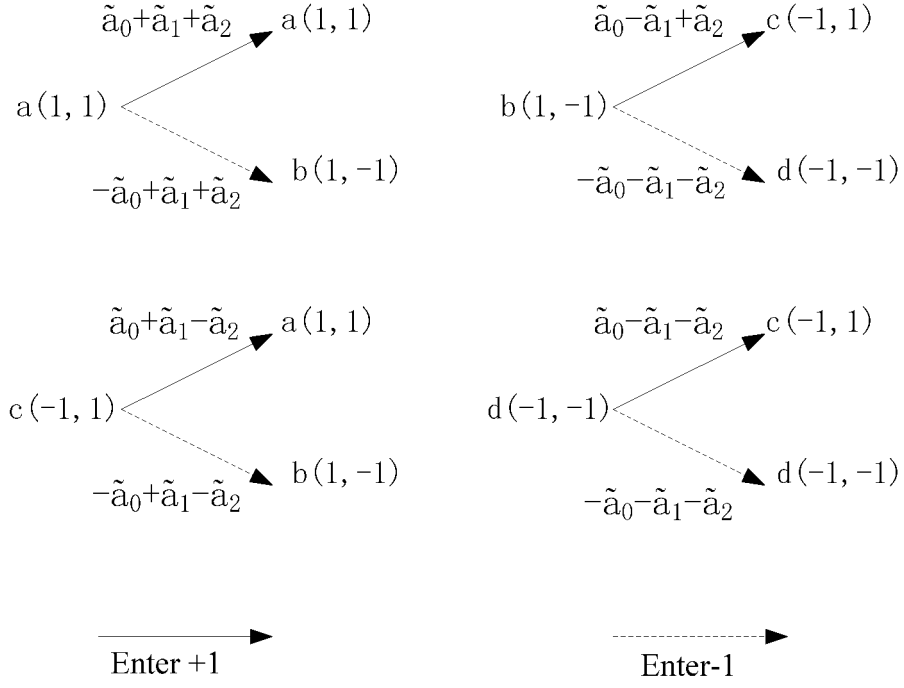 ã₀+ã₁+ã₂ a(1, 1)
a(1, 1)
-ã₀+ã₁+ã₂ b(1, -1)
ã₀-ã₁+ã₂ c(-1, 1)
b(1, -1)
-ã₀-ã₁-ã₂ d(-1, -1)
ã₀+ã₁-ã₂ a(1, 1)
c(-1, 1)
-ã₀+ã₁-ã₂ b(1, -1)
ã₀-ã₁-ã₂ c(-1, 1)
d(-1, -1)
-ã₀-ã₁-ã₂ d(-1, -1)
Enter +1
Enter-1